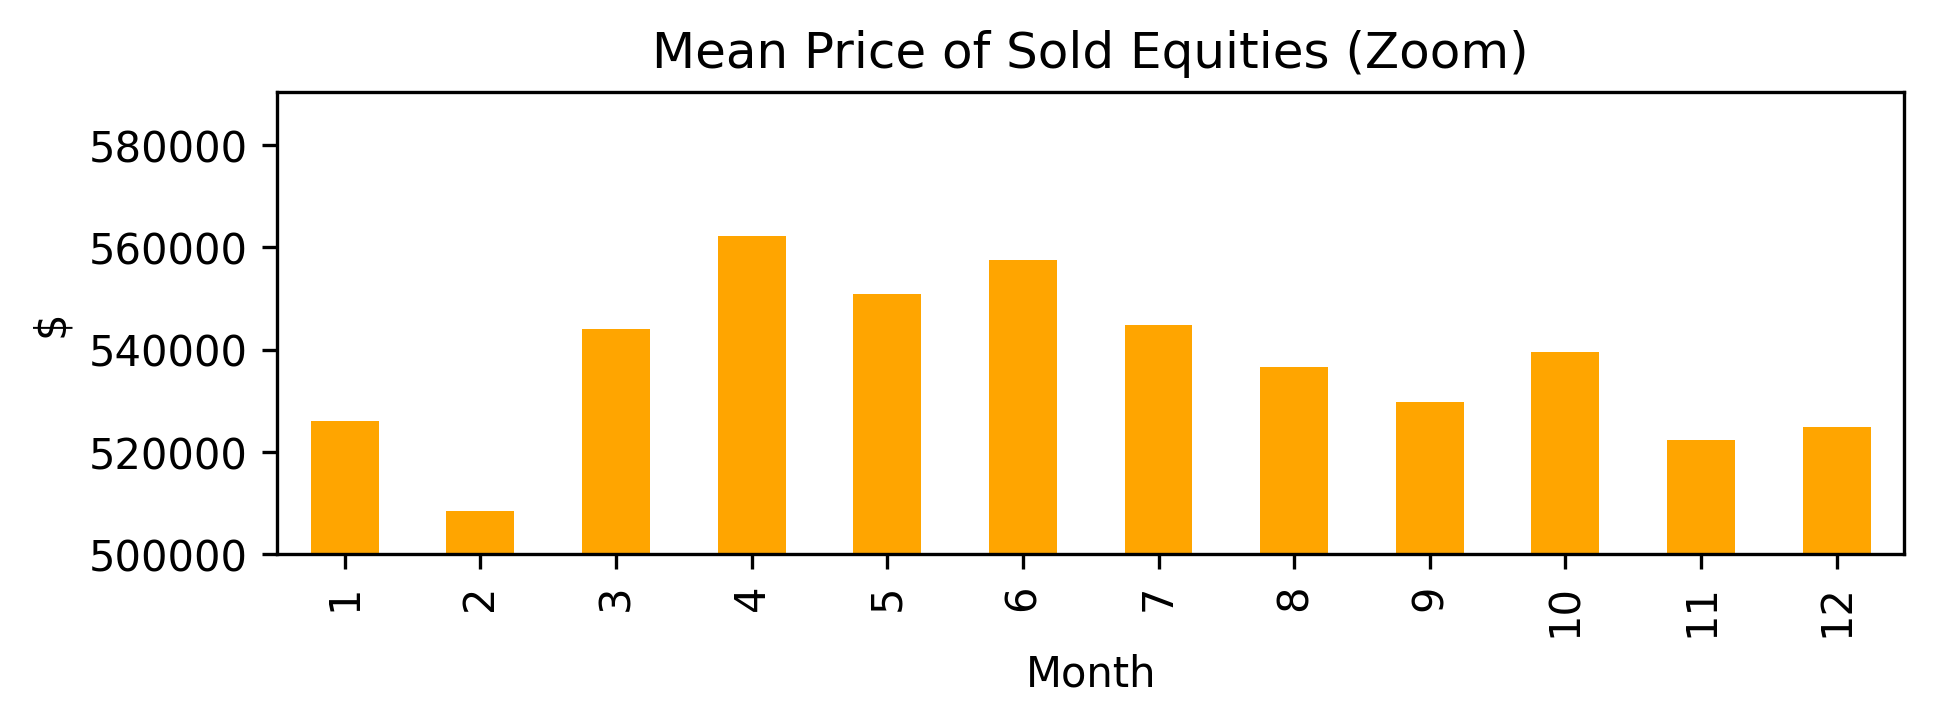 Mean Price of Sold Equities (Zoom)
580000
560000
540000
520000
500000
$
1 2 3 4 5 6 7 8 9 10 11 12
Month